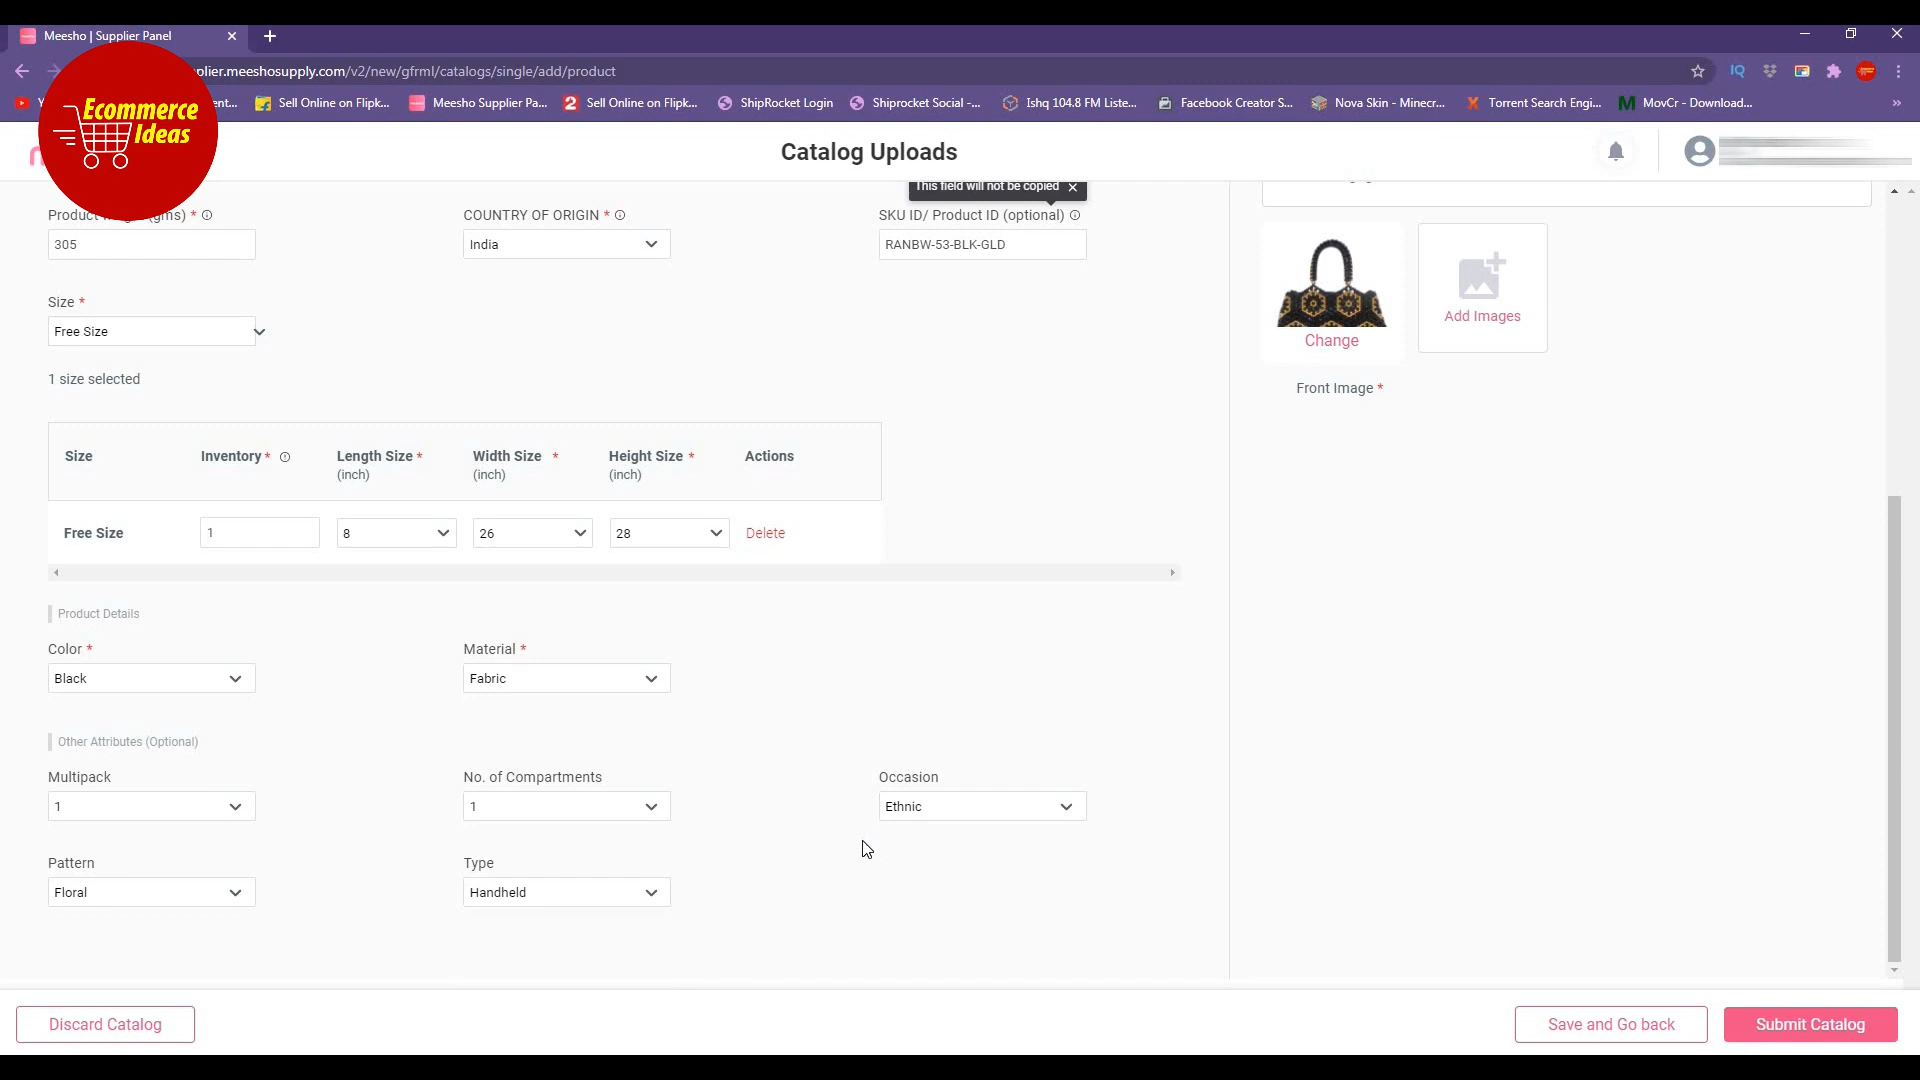 Meesho | Supplier Panel
plier.meeshosupply.com/v2/new/gfrml/catalogs/single/add/product
IQ
Sell Online on Flipk...
Meesho Supplier Pa...
Sell Online on Flipk...
ShipRocket Login
Shiprocket Social -...
Ishq 104.8 FM Liste...
Facebook Creator S...
Nova Skin - Minecr...
Torrent Search Engi...
MovCr - Download...
Ecommerce
Ideas
Catalog Uploads
This field will not be copied
Product (gms) *
COUNTRY OF ORIGIN *
SKU ID/ Product ID (optional)
305
India
RANBW-53-BLK-GLD
Add Images
Change
Front Image *
Size *
Free Size
1 size selected
Size
Inventory *
Length Size *
Width Size *
Height Size *
Actions
(inch)
(inch)
(inch)
Free Size
1
8
26
28
Delete
Product Details
Color *
Material *
Black
Fabric
Other Attributes (Optional)
Multipack
No. of Compartments
Occasion
1
1
Ethnic
Pattern
Type
Floral
Handheld
Discard Catalog
Save and Go back
Submit Catalog